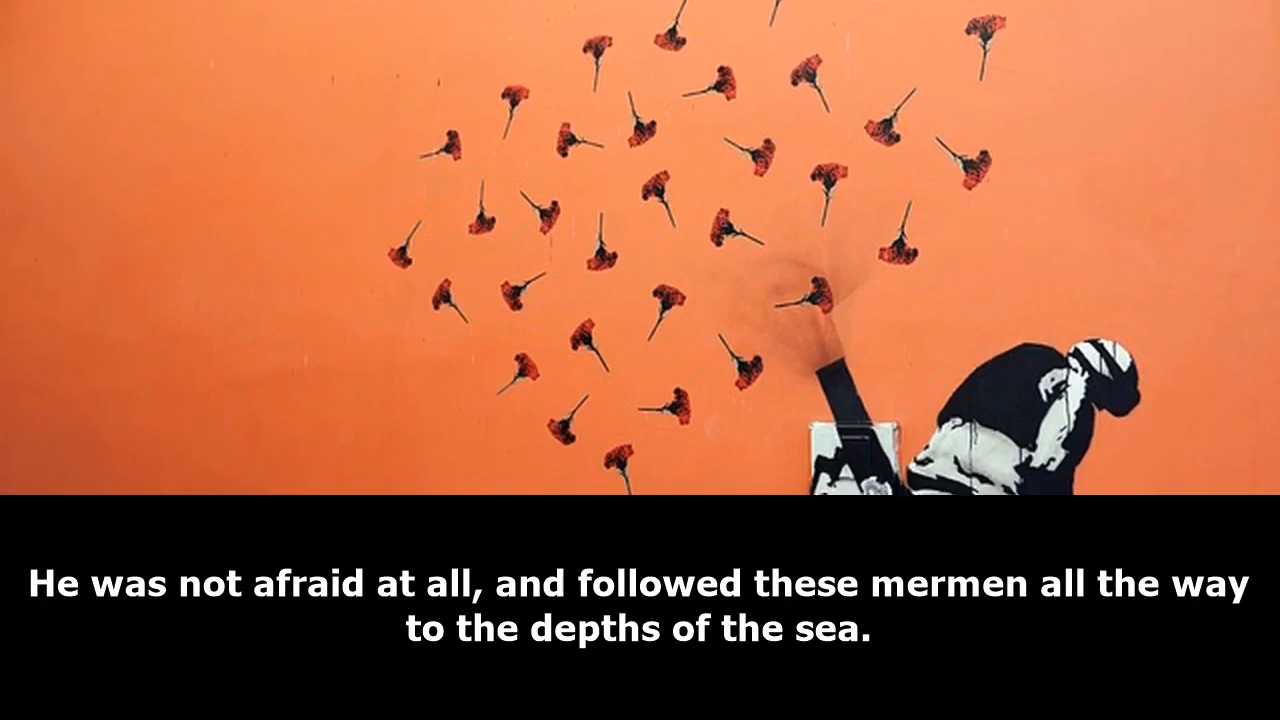 He was not afraid at all, and followed these mermen all the way
to the depths of the sea.